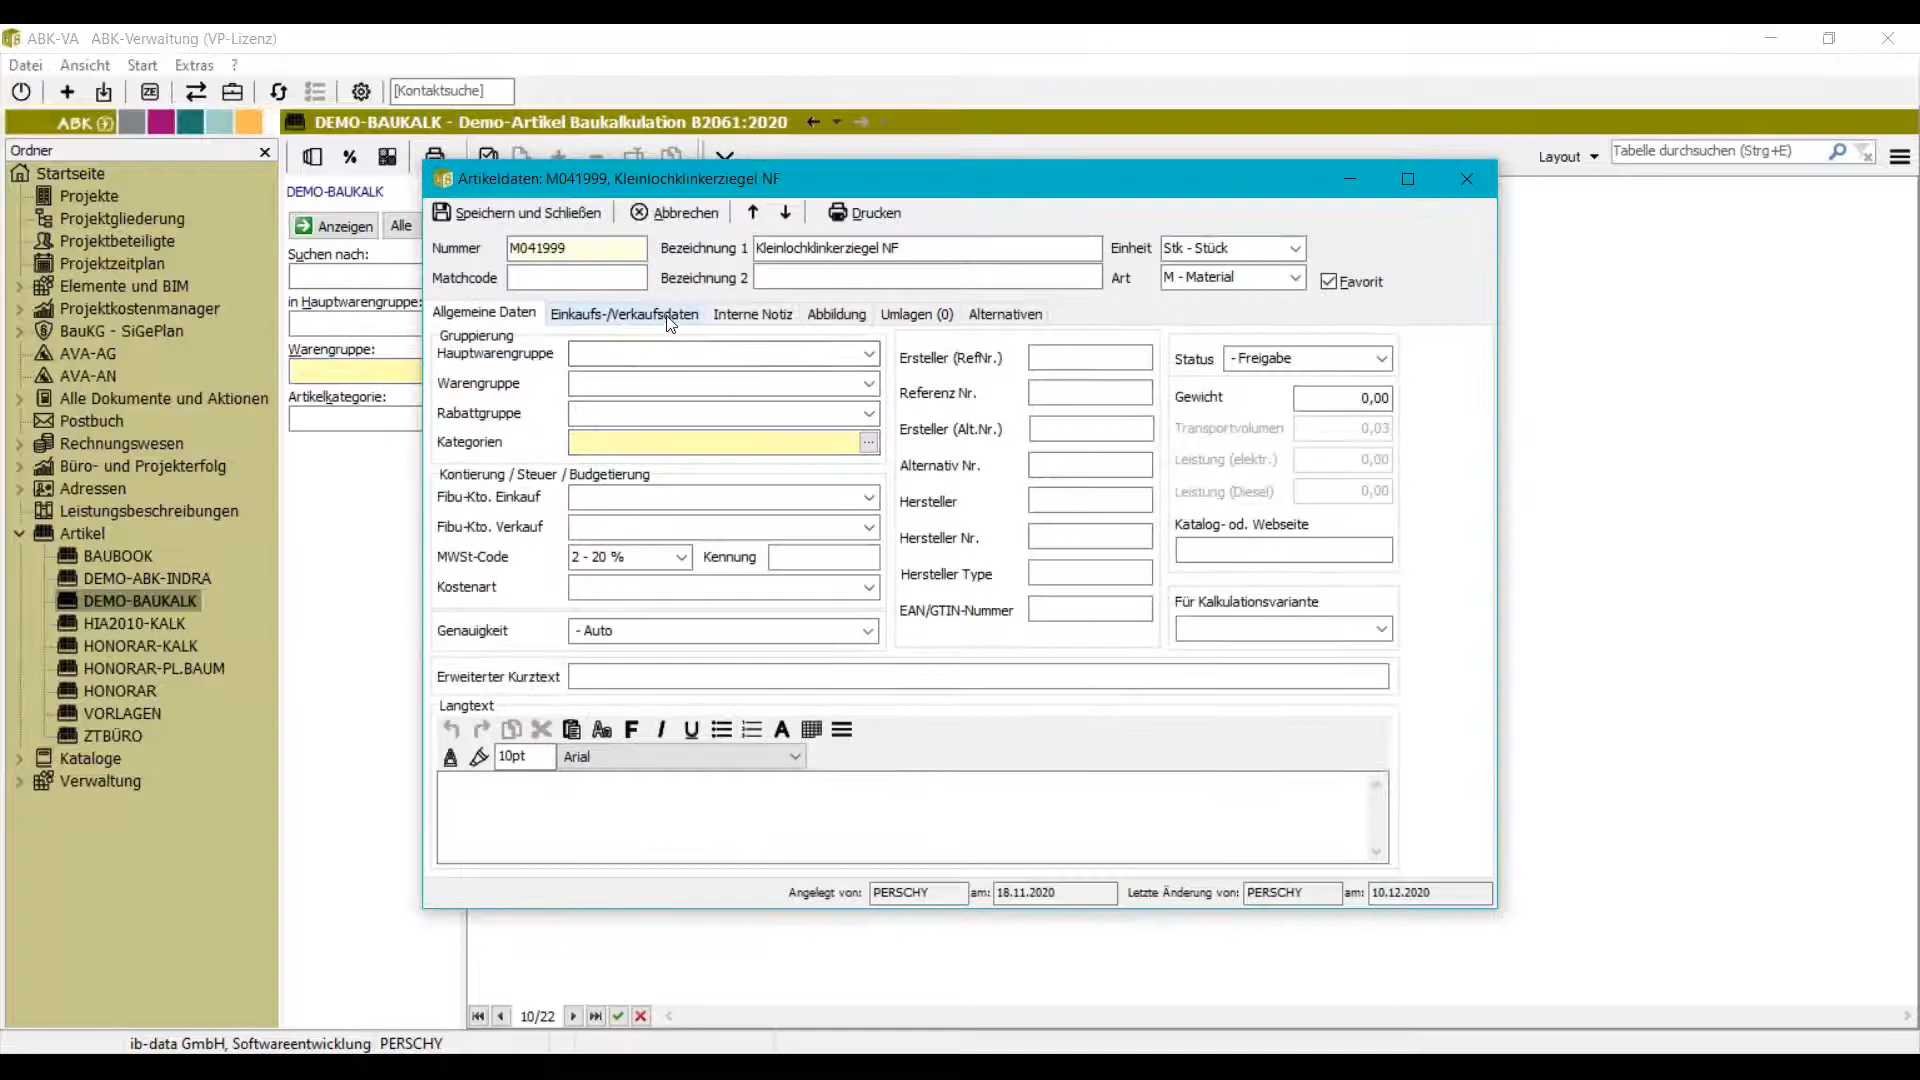 ABK-VA ABK-Verwaltung (VP-Lizenz)
Datei Ansicht Start Extras ?
[Kontaktsuche]
ABK DEMO-BAUKALK - Demo-Artikel Baukalkulation B2061:2020
Ordner
Layout Tabelle durchsuchen (Strg+E)
Startseite
Projekte
Projektgliederung
Projektbeteiligte
Projektzeitplan
Elemente und BIM
Projektkostenmanager
BauKG - SiGePlan
AVA-AG
AVA-AN
Alle Dokumente und Aktionen
Postbuch
Rechnungswesen
Büro- und Projekterfolg
Adressen
Leistungsbeschreibungen
Artikel
BAUBOOK
DEMO-ABK-INDRA
DEMO-BAUKALK
HIA2010-KALK
HONORAR-KALK
HONORAR-PL.BAUM
HONORAR
VORLAGEN
ZTBÜRO
Kataloge
Verwaltung
DEMO-BAUKALK
Anzeigen Alle
Suchen nach:
in Hauptwarengruppe:
Warengruppe:
Artikelkategorie:
Artikeldaten: M041999, Kleinlochklinkerziegel NF
Speichern und Schließen Abbrechen Drucken
Nummer M041999 Bezeichnung 1 Kleinlochklinkerziegel NF Einheit Stk - Stück
Matchcode Bezeichnung 2 Art M - Material Favorit
Allgemeine Daten Einkaufs-/Verkaufsdaten Interne Notiz Abbildung Umlagen (0) Alternativen
Gruppierung
Hauptwarengruppe
Warengruppe
Rabattgruppe
Kategorien ...
Kontierung / Steuer / Budgetierung
Fibu-Kto. Einkauf
Fibu-Kto. Verkauf
MWSt-Code 2 - 20 % Kennung
Kostenart
Genauigkeit - Auto
Ersteller (RefNr.)
Referenz Nr.
Ersteller (Alt.Nr.)
Alternativ Nr.
Hersteller
Hersteller Nr.
Hersteller Type
EAN/GTIN-Nummer
Status - Freigabe
Gewicht 0,00
Transportvolumen 0,03
Leistung (elektr.) 0,00
Leistung (Diesel) 0,00
Katalog- od. Webseite
Für Kalkulationsvariante
Erweiterter Kurztext
Langtext
10pt Arial
Angelegt von: PERSCHY am: 18.11.2020 Letzte Änderung von: PERSCHY am: 10.12.2020
10/22
ib-data GmbH, Softwareentwicklung PERSCHY